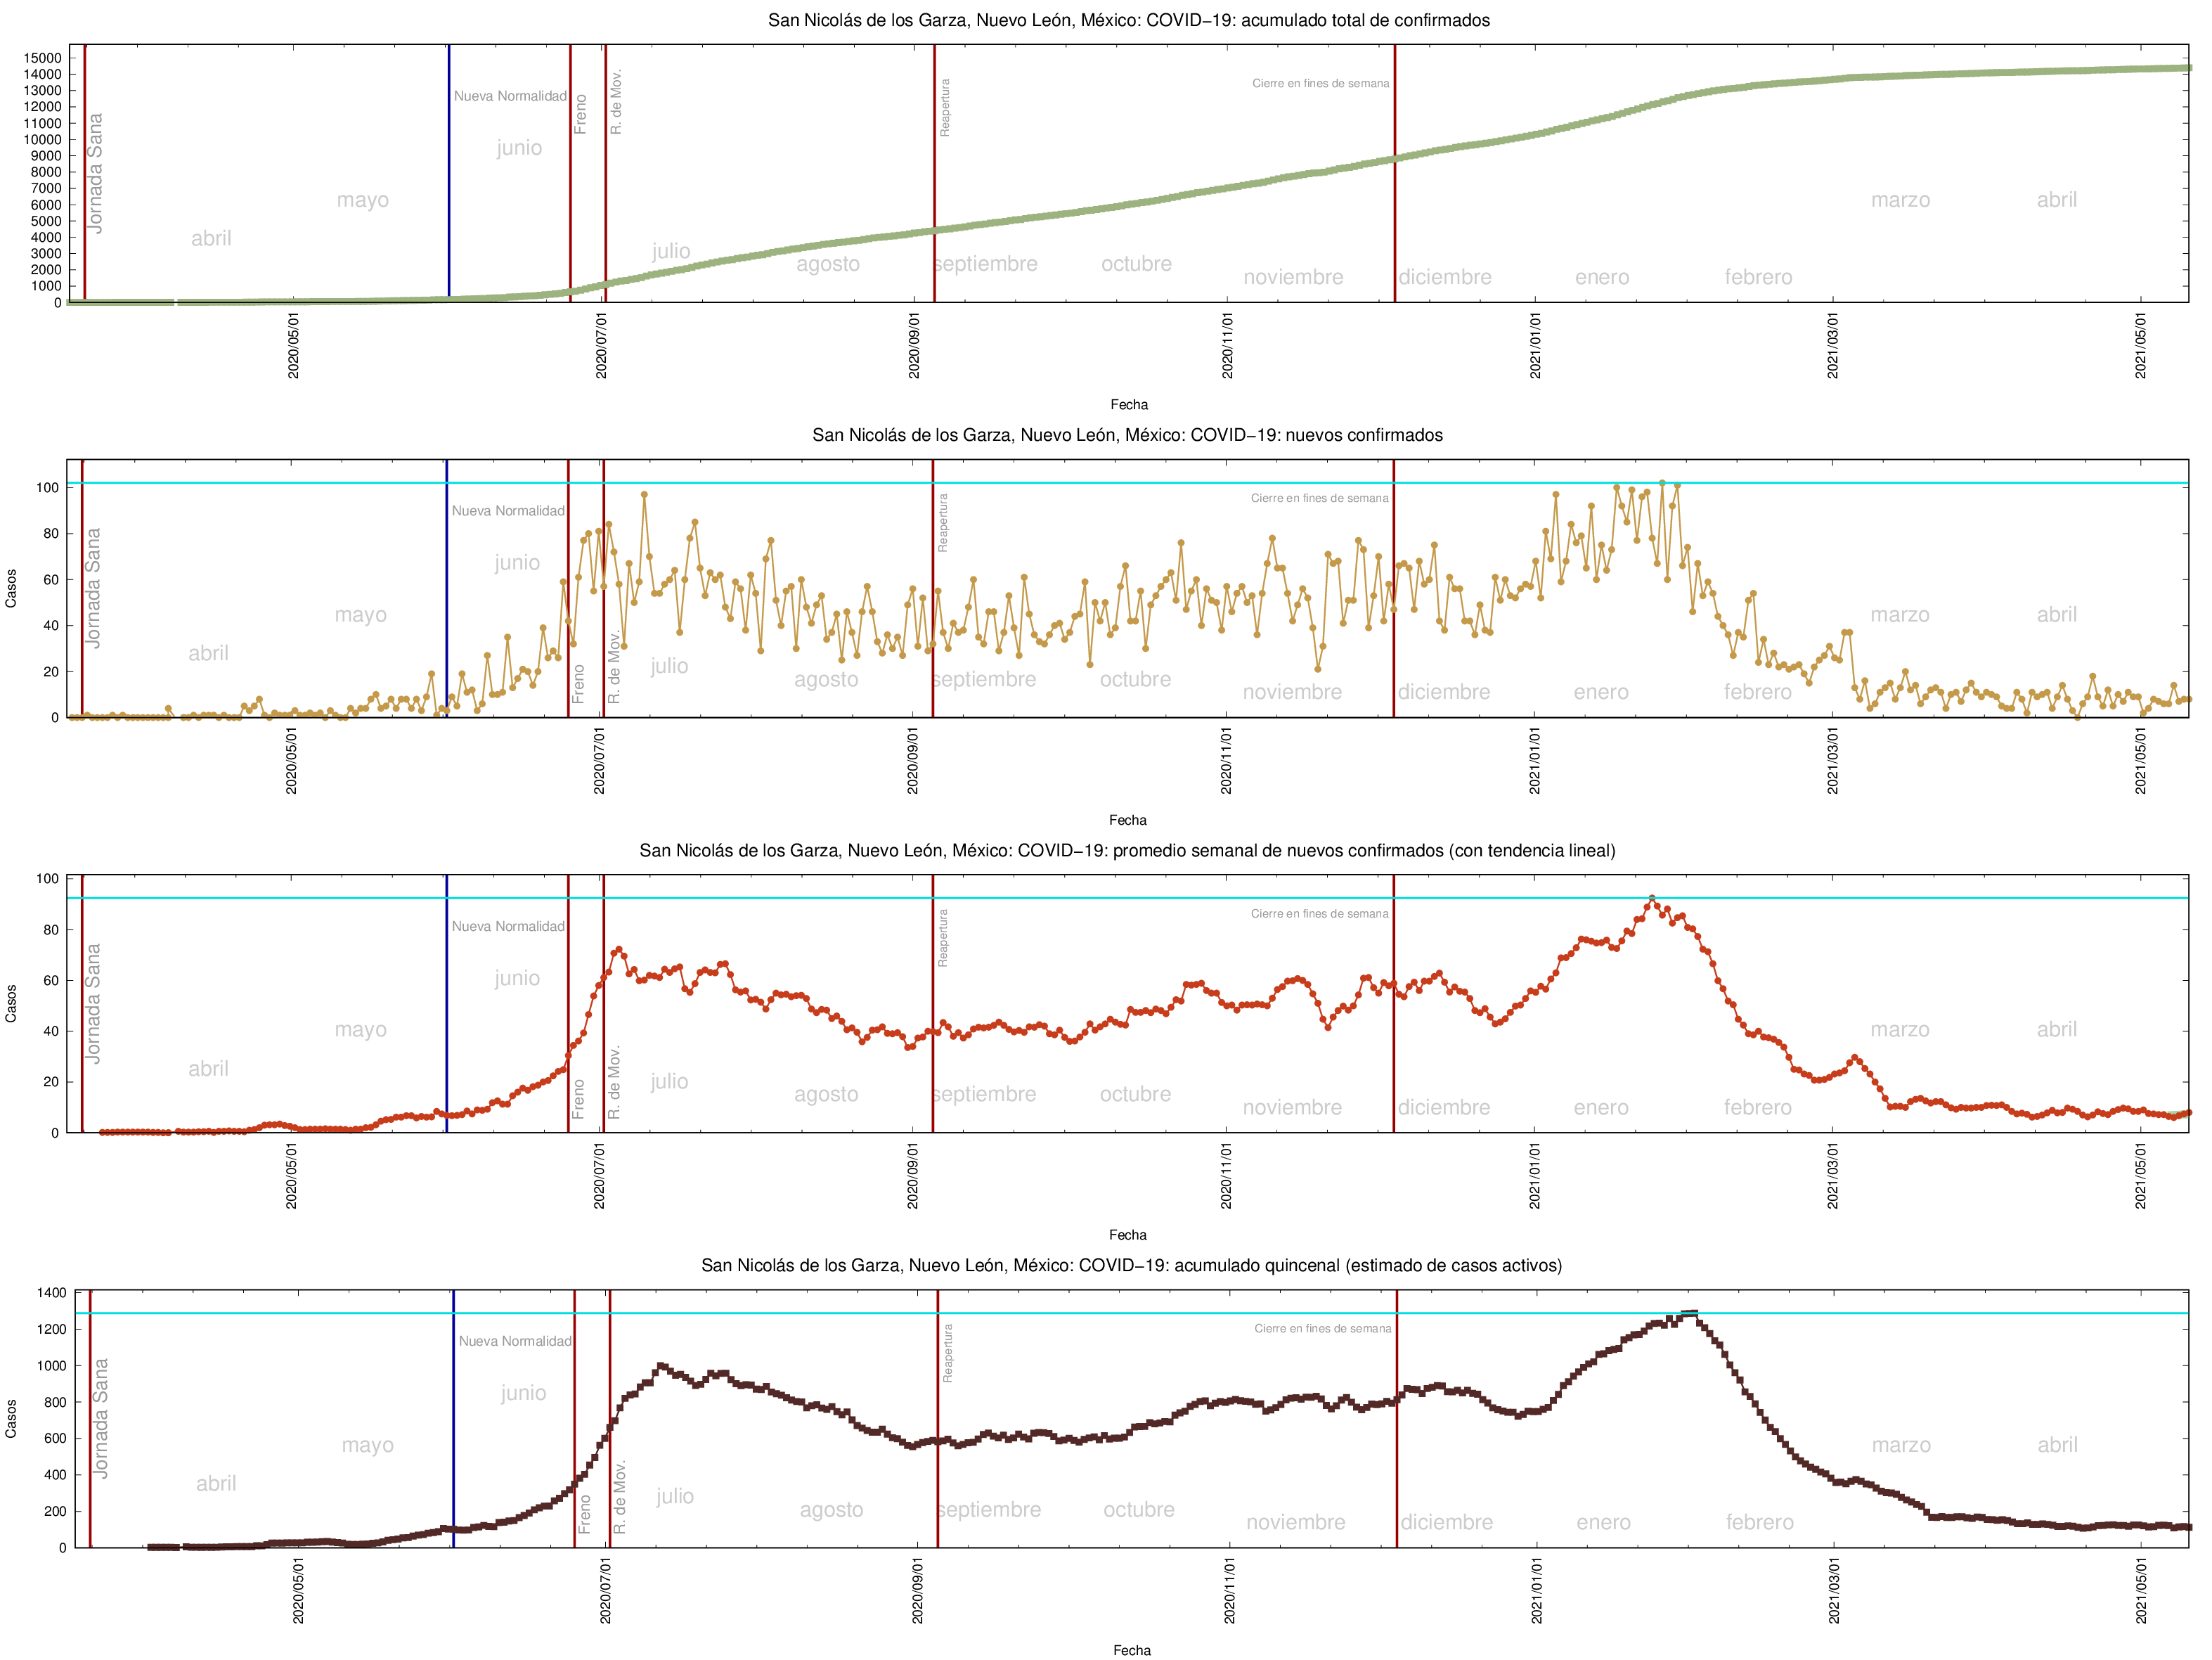 San Nicolás de los Garza, Nuevo León, México: COVID−19: acumulado total de confirmados
15000
14000
13000
12000
11000
10000
9000
8000
7000
6000
5000
4000
3000
2000
1000
0
Jornada Sana
abril
mayo
Nueva Normalidad
junio
Freno
R. de Mov.
julio
agosto
Reapertura
septiembre
octubre
noviembre
Cierre en fines de semana
diciembre
enero
febrero
marzo
abril
2020/05/01
2020/07/01
2020/09/01
2020/11/01
2021/01/01
2021/03/01
2021/05/01
Fecha
San Nicolás de los Garza, Nuevo León, México: COVID−19: nuevos confirmados
Casos
100
80
60
40
20
0
Jornada Sana
abril
mayo
Nueva Normalidad
junio
Freno
R. de Mov.
julio
agosto
Reapertura
septiembre
octubre
noviembre
Cierre en fines de semana
diciembre
enero
febrero
marzo
abril
2020/05/01
2020/07/01
2020/09/01
2020/11/01
2021/01/01
2021/03/01
2021/05/01
Fecha
San Nicolás de los Garza, Nuevo León, México: COVID−19: promedio semanal de nuevos confirmados (con tendencia lineal)
Casos
100
80
60
40
20
0
Jornada Sana
abril
mayo
Nueva Normalidad
junio
Freno
R. de Mov.
julio
agosto
Reapertura
septiembre
octubre
noviembre
Cierre en fines de semana
diciembre
enero
febrero
marzo
abril
2020/05/01
2020/07/01
2020/09/01
2020/11/01
2021/01/01
2021/03/01
2021/05/01
Fecha
San Nicolás de los Garza, Nuevo León, México: COVID−19: acumulado quincenal (estimado de casos activos)
Casos
1400
1200
1000
800
600
400
200
0
Jornada Sana
abril
mayo
Nueva Normalidad
junio
Freno
R. de Mov.
julio
agosto
Reapertura
septiembre
octubre
noviembre
Cierre en fines de semana
diciembre
enero
febrero
marzo
abril
2020/05/01
2020/07/01
2020/09/01
2020/11/01
2021/01/01
2021/03/01
2021/05/01
Fecha